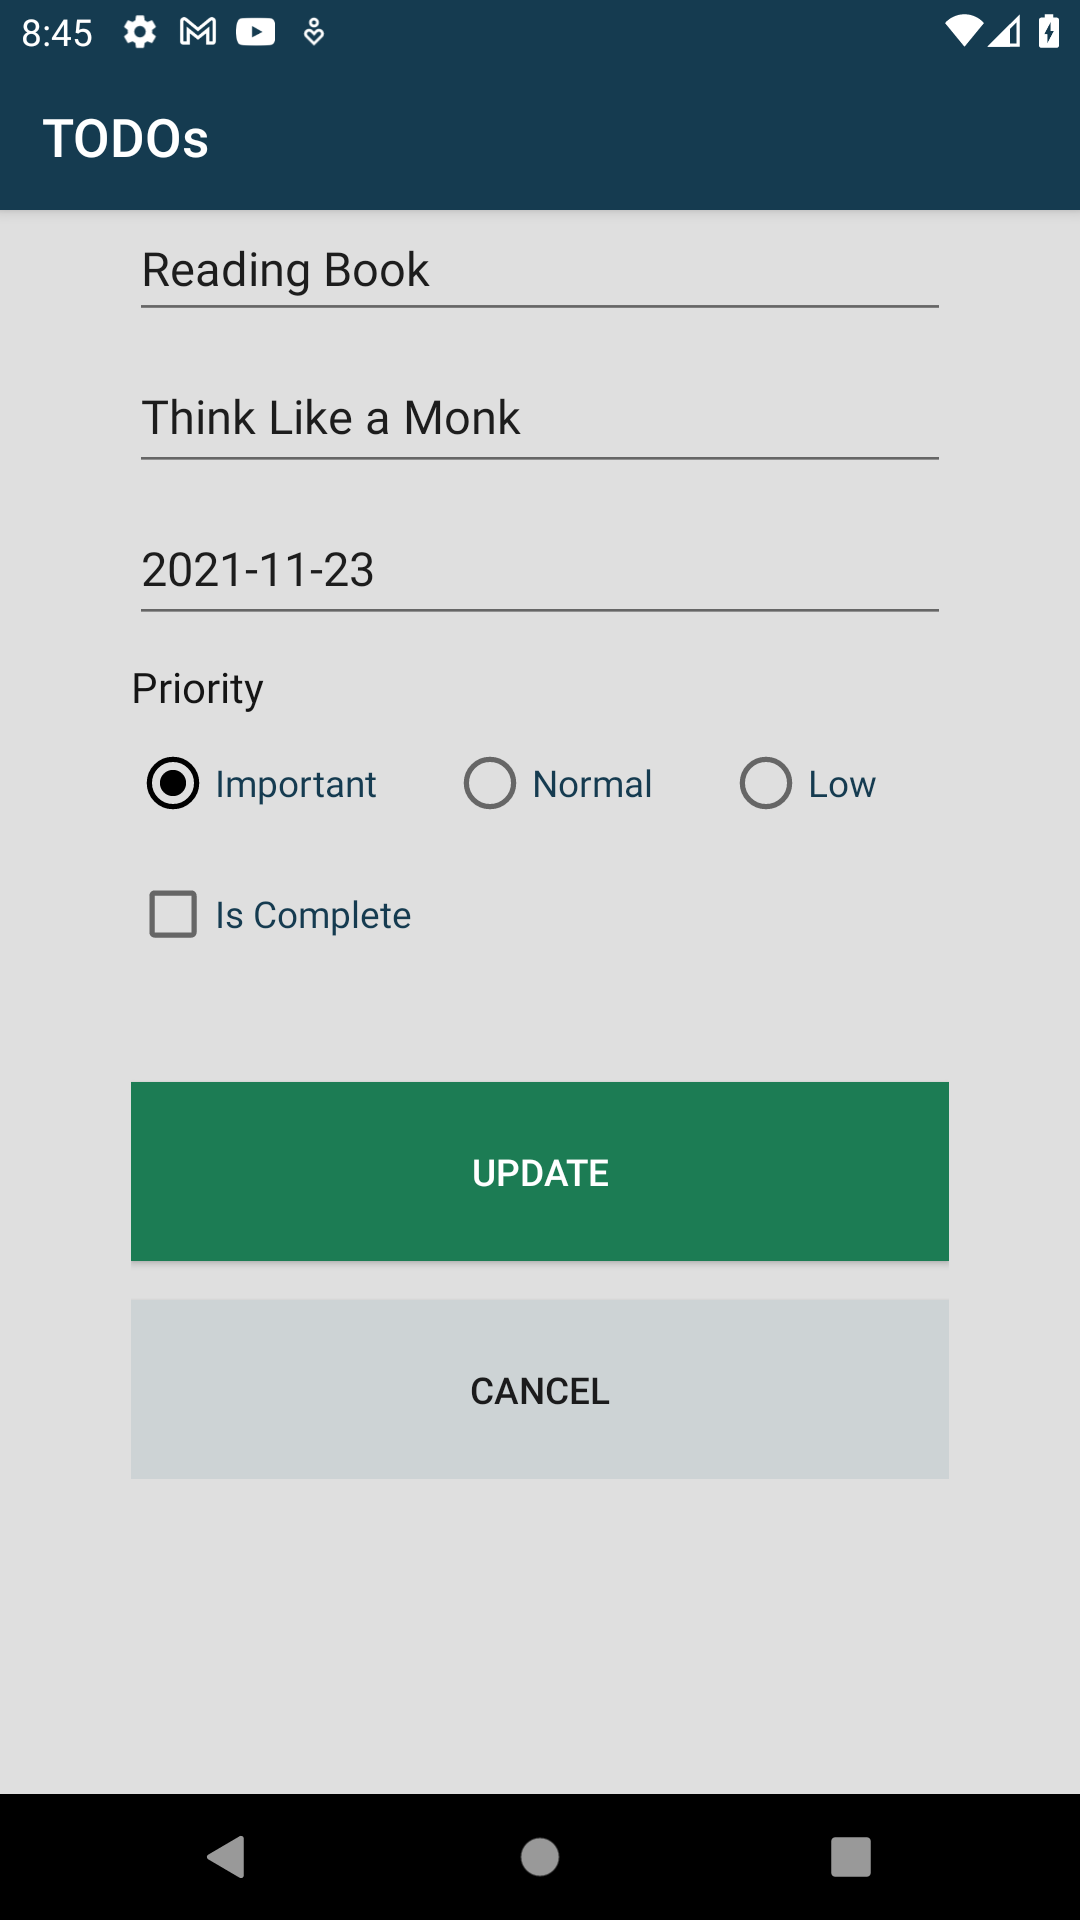 8:45
TODOs
Reading Book
Think Like a Monk
2021-11-23
Priority
Important Normal Low
Is Complete
UPDATE
CANCEL